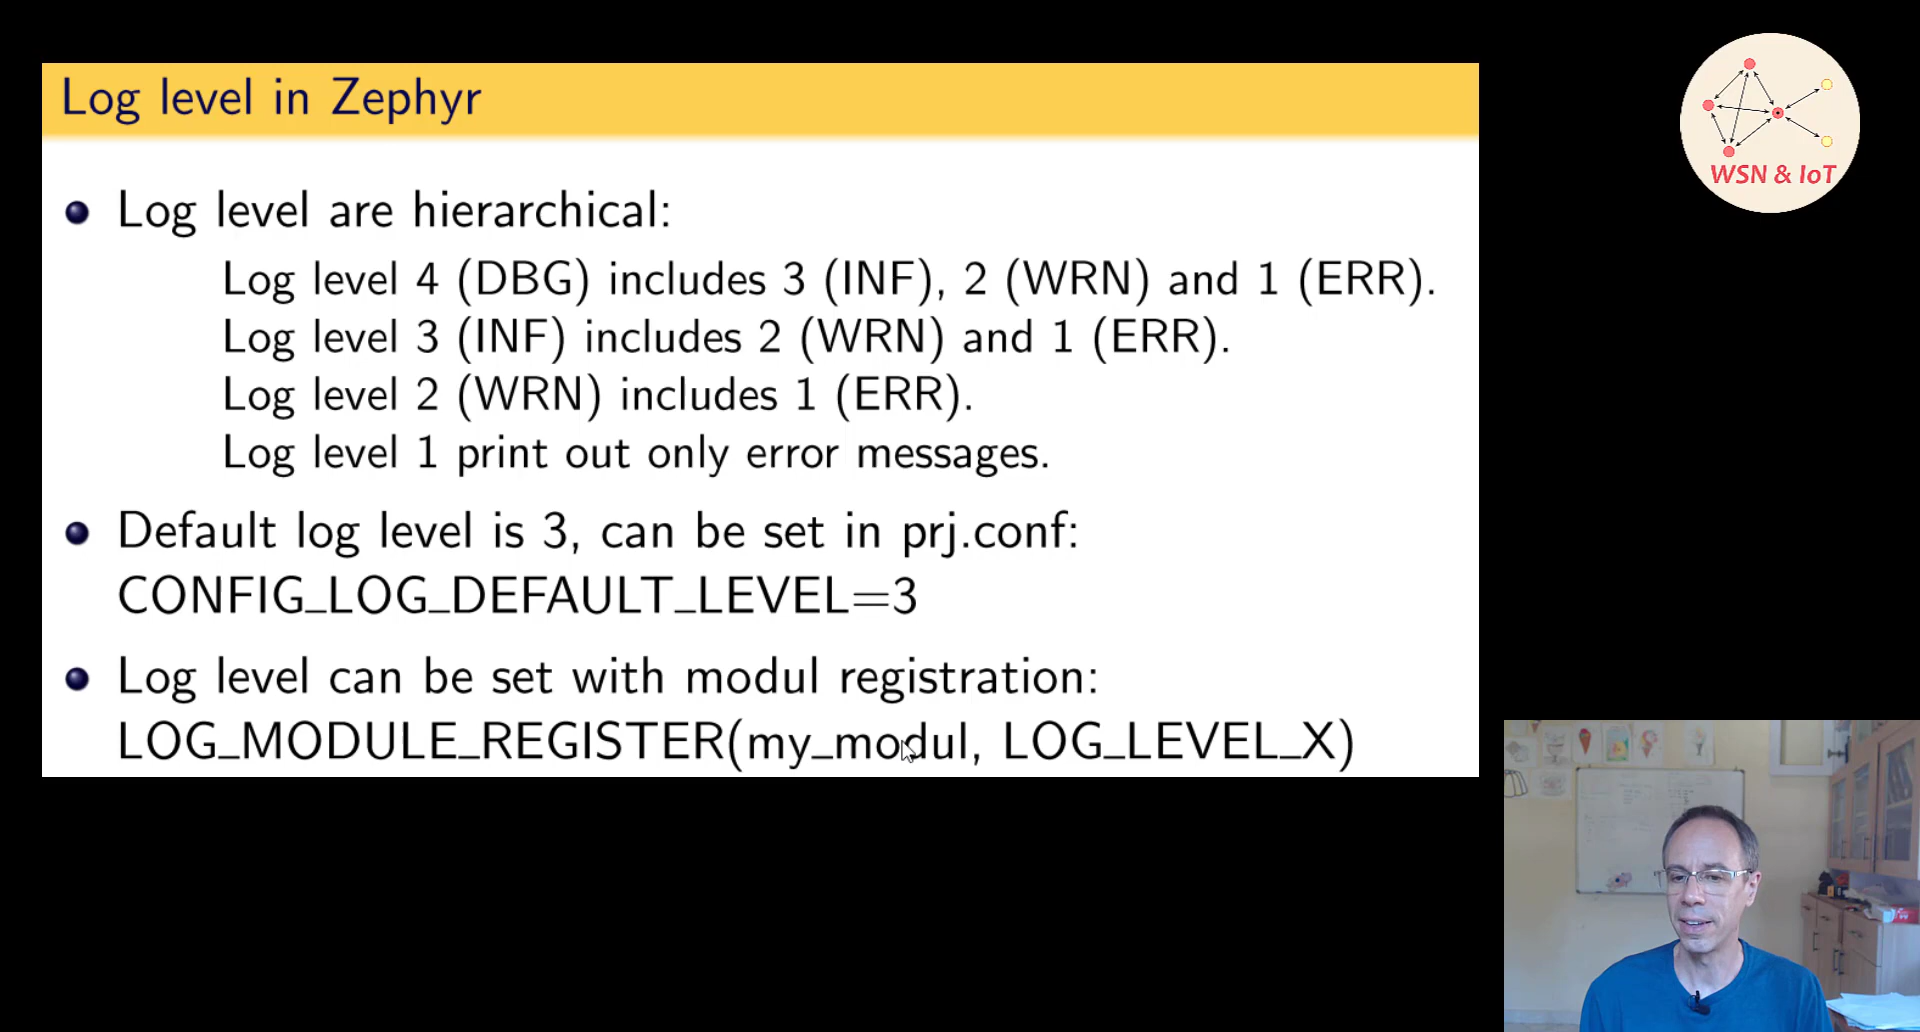 Log level in Zephyr
Log level are hierarchical:
Log level 4 (DBG) includes 3 (INF), 2 (WRN) and 1 (ERR).
Log level 3 (INF) includes 2 (WRN) and 1 (ERR).
Log level 2 (WRN) includes 1 (ERR).
Log level 1 print out only error messages.
Default log level is 3, can be set in prj.conf:
CONFIG_LOG_DEFAULT_LEVEL=3
Log level can be set with modul registration:
LOG_MODULE_REGISTER(my_modul, LOG_LEVEL_X)
WSN & IoT